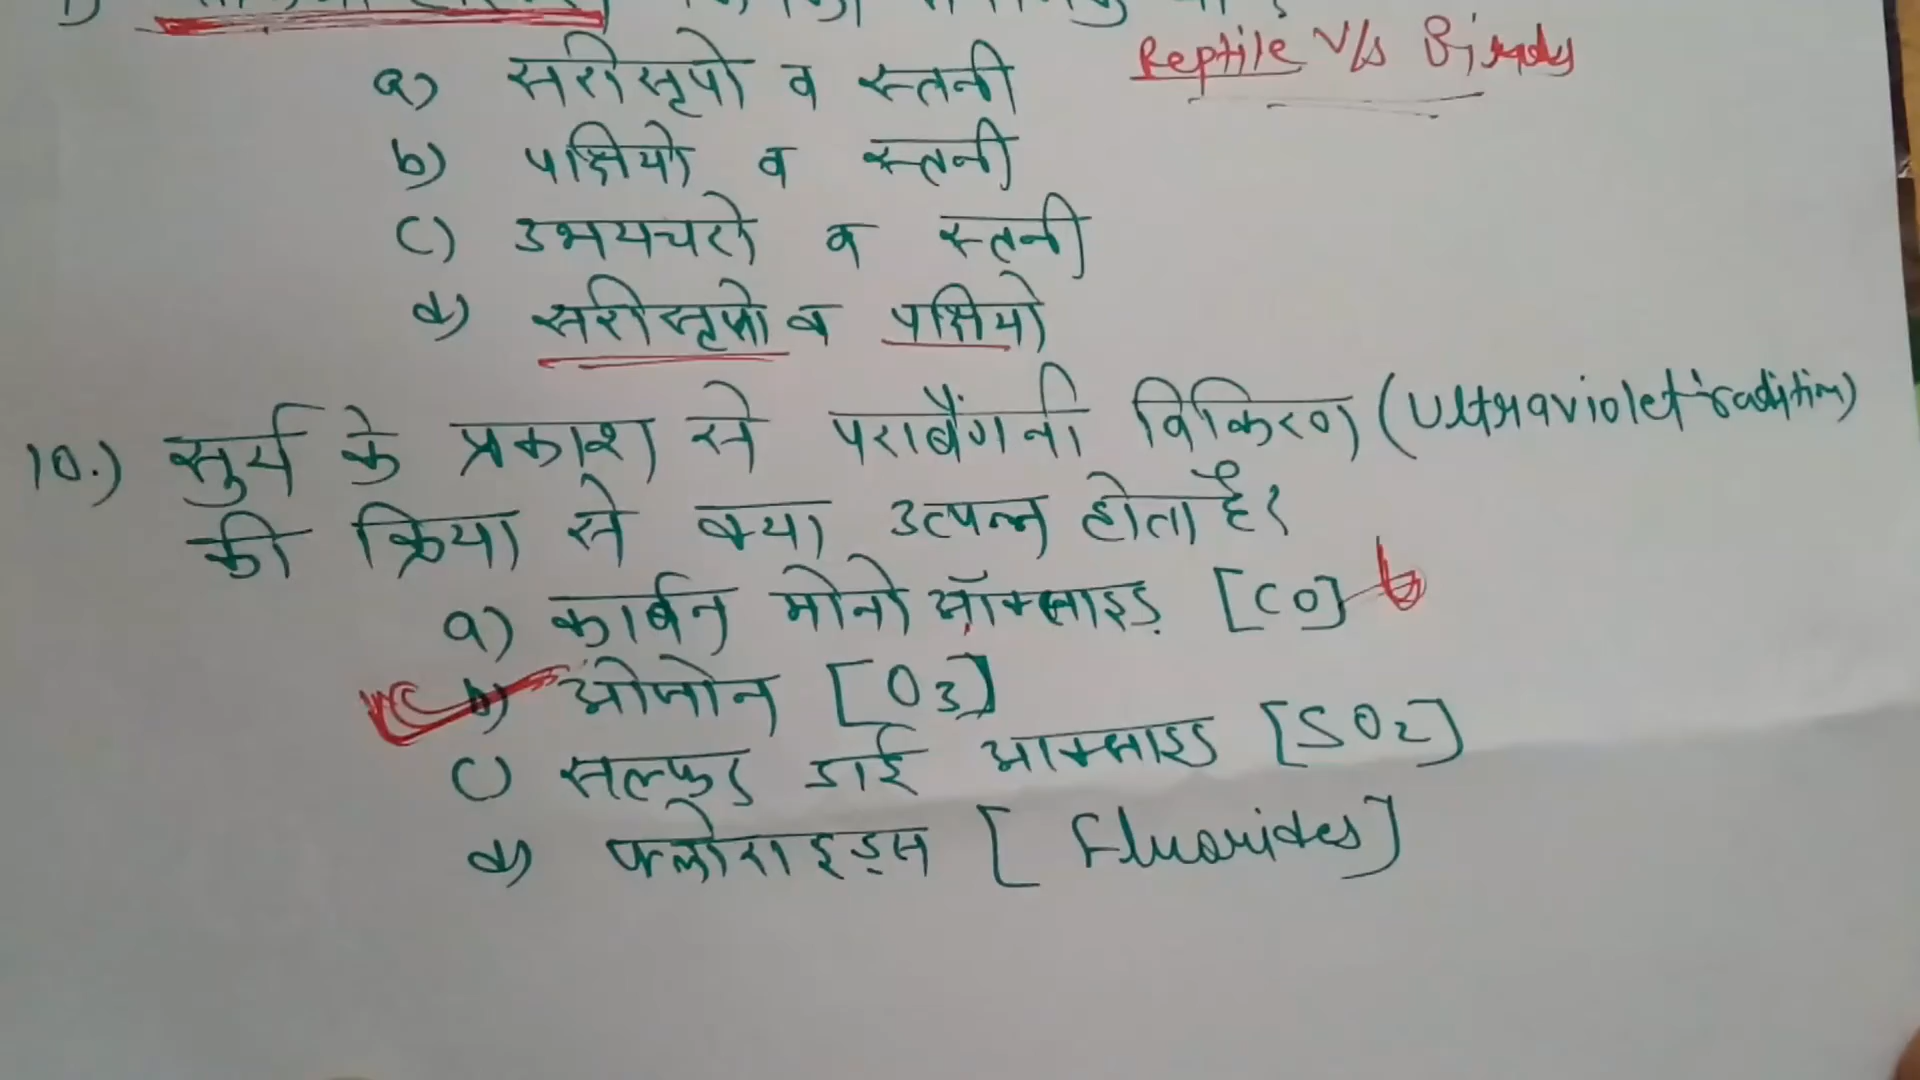 Reptile V/s Birds
a) सरीसृपो व स्तनी
b) पक्षियो व स्तनी
c) उभयचरो व स्तनी
d) सरीसृपो व पक्षियो
10.) सुर्य के प्रकाश से पराबैंगनी विकिरण (Ultraviolet radition)
की क्रिया से क्या उत्पन्न होता है?
a) कार्बन मोनो ऑक्साइड [CO]
b) ओजोन [O3]
c) सल्फर डाई आक्साइड [SO2]
d) फ्लोराइड्स [Fluorides]